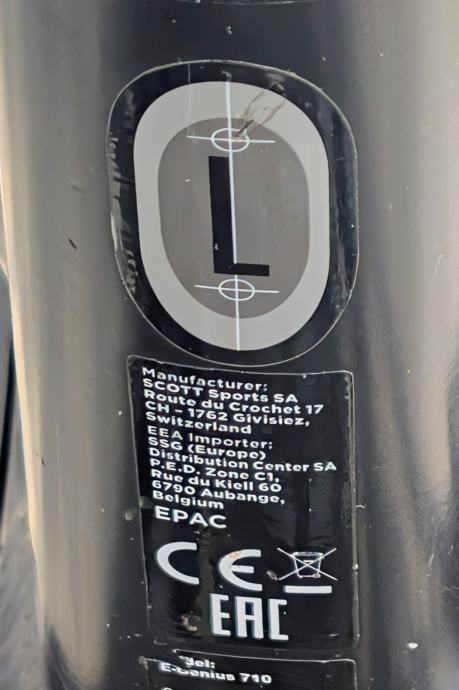 L
Manufacturer:
SCOTT Sports SA
Route du Crochet 17
CH - 1762 Givisiez,
Switzerland
EEA Importer:
SSG (Europe)
Distribution Center SA
P.E.D. Zone C1,
Rue du Kiell 60
6790 Aubange,
Belgium
EPAC
CE
EAC
E-Genius 710